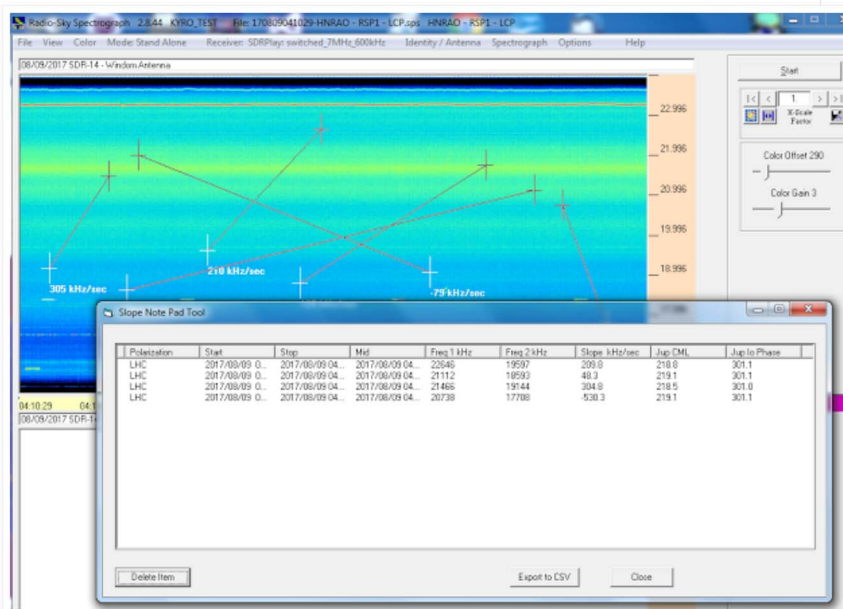 Radio-Sky Spectrograph 2.8.44 KYRO_TEST File: 170809041029-HNRAO - RSP1 - LCP.sps HNRAO - RSP1 - LCP
File View Color Mode: Stand Alone Receiver: SDRPlay: switched_7MHz_600kHz Identity / Antenna Spectrograph Options Help
08/09/2017 SDR-14 - Windom Antenna
Start
1
X-Scale Factor
Color Offset 290
Color Gain 3
22.996
21.996
20.996
19.996
18.996
210 kHz/sec
305 kHz/sec
-79 kHz/sec
Slope Note Pad Tool
Polarization Start Stop Mid Freq 1 kHz Freq 2 kHz Slope kHz/sec Jup CML Jup Io Phase
LHC 2017/08/09 0... 2017/08/09 04... 2017/08/09 04... 22646 19597 209.8 218.8 301.1
LHC 2017/08/09 0... 2017/08/09 04... 2017/08/09 04... 21112 18593 48.3 219.1 301.1
LHC 2017/08/09 0... 2017/08/09 04... 2017/08/09 04... 21466 19144 304.8 218.5 301.0
LHC 2017/08/09 0... 2017/08/09 04... 2017/08/09 04... 20738 17708 -530.3 219.1 301.1
04:10:29 04:1
08/09/2017 SDR-14
Delete Item Export to CSV Close